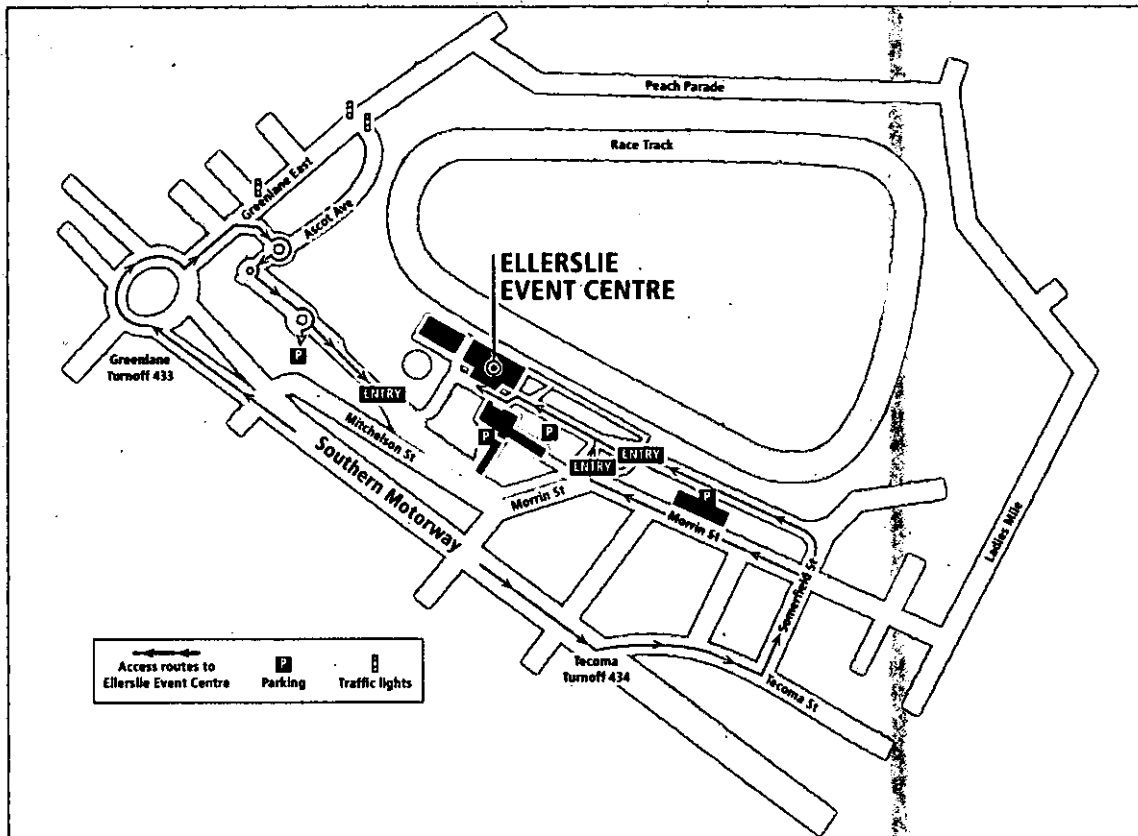 Peach Parade
Race Track
Greenlane East
Ascot Ave
ELLERSLIE
EVENT CENTRE
P
Greenlane
Turnoff 433
ENTRY
Mitchelson St
P
P
ENTRY
ENTRY
Southern Motorway
Morrin St
P
Morrin St
Ladies Mile
Somerfield St
Access routes to
Ellerslie Event Centre
P
Parking
Traffic lights
Tecoma
Turnoff 434
Tecoma St